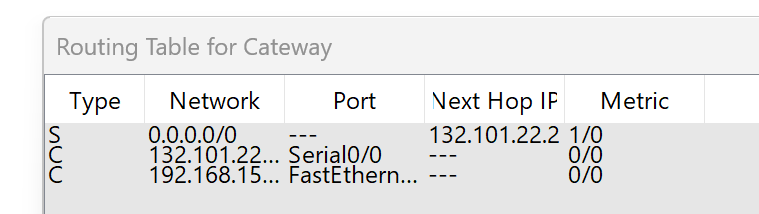 Routing Table for Cateway
Type Network Port Next Hop IP Metric
S 0.0.0.0/0 --- 132.101.22.2 1/0
C 132.101.22... Serial0/0 --- 0/0
C 192.168.15... FastEthern... --- 0/0